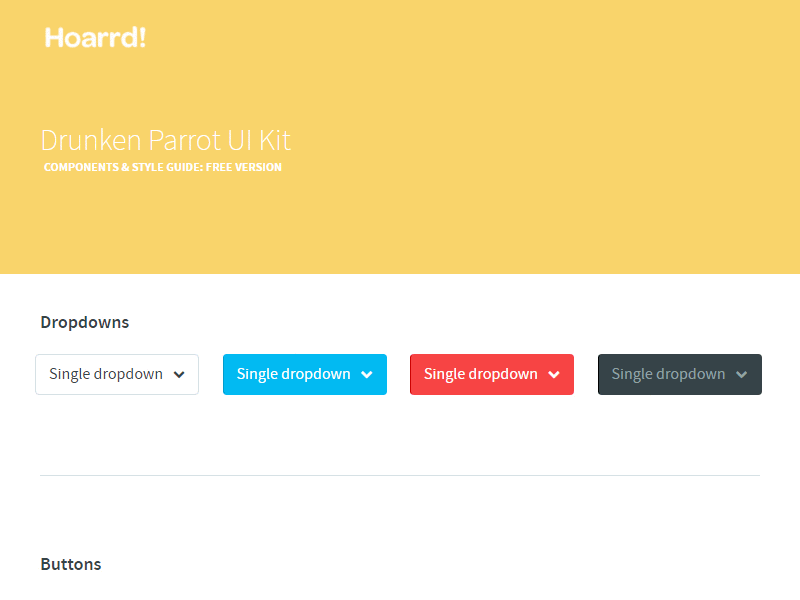 Hoarrd!
Drunken Parrot UI Kit
COMPONENTS & STYLE GUIDE: FREE VERSION
Dropdowns
Single dropdown Single dropdown Single dropdown Single dropdown
Buttons